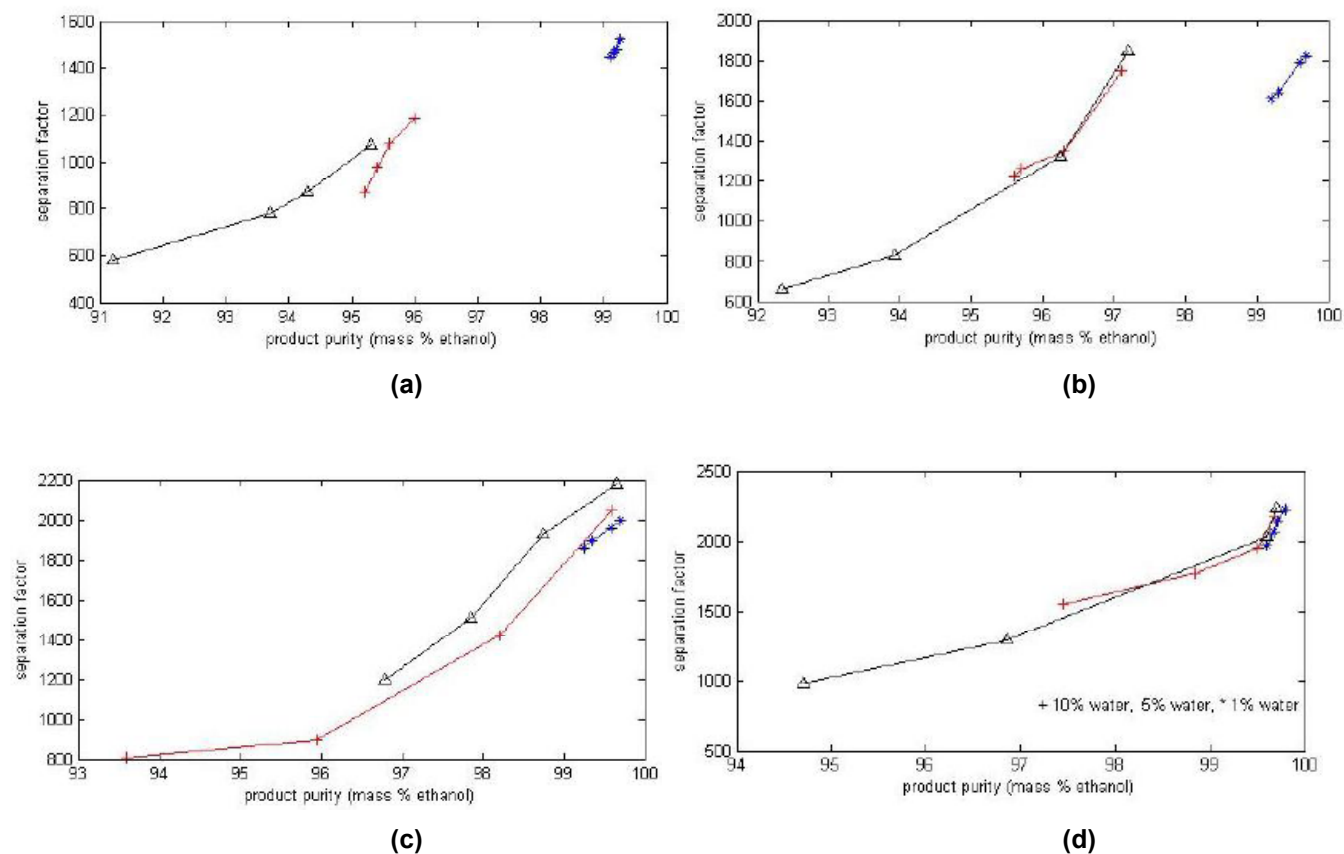 1600
1400
1200
1000
800
600
400
separation factor
91 92 93 94 95 96 97 98 99 100
product purity (mass % ethanol)
(a)
2000
1800
1600
1400
1200
1000
800
600
separation factor
92 93 94 95 96 97 98 99 100
product purity (mass % ethanol)
(b)
2200
2000
1800
1600
1400
1200
1000
800
separation factor
93 94 95 96 97 98 99 100
product purity (mass % ethanol)
(c)
2500
2000
1500
1000
500
separation factor
+ 10% water, 5% water, * 1% water
94 95 96 97 98 99 100
product purity (mass % ethanol)
(d)